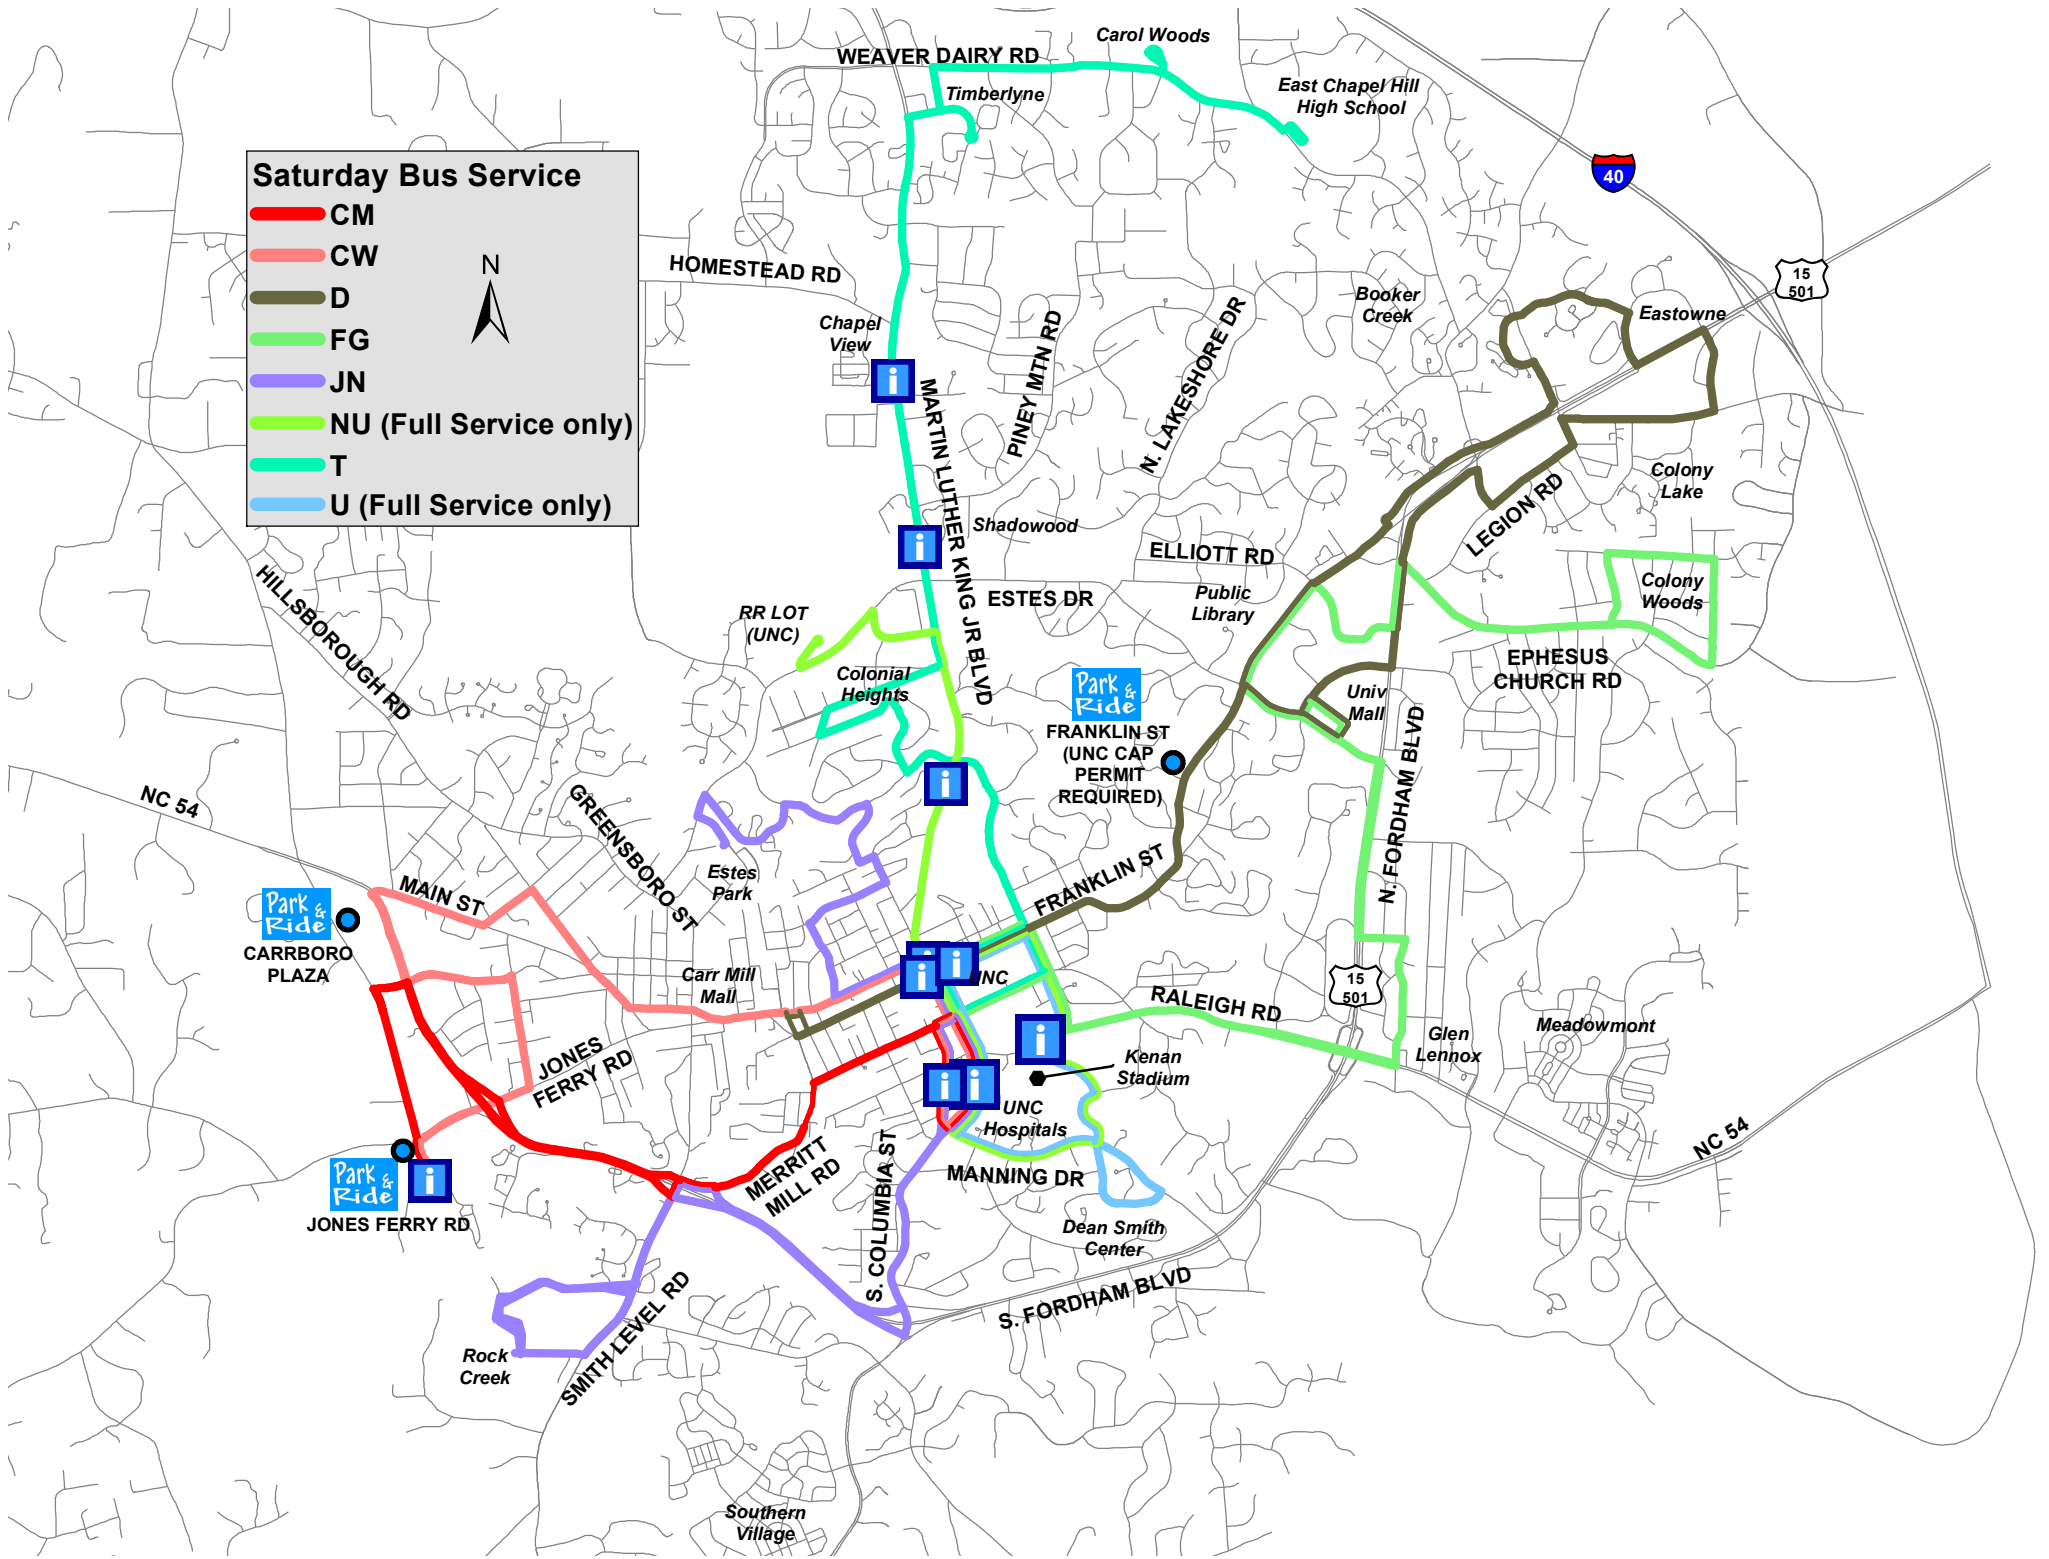 WEAVER DAIRY RD
Carol Woods
Timberlyne
East Chapel Hill
High School
40
Saturday Bus Service
CM
CW
D
FG
JN
NU (Full Service only)
T
U (Full Service only)
N
HOMESTEAD RD
Chapel
View
PINEY MTN RD
N. LAKESHORE DR
Booker
Creek
Eastowne
15
501
MARTIN LUTHER KING JR BLVD
Shadowood
ELLIOTT RD
ESTES DR
Public
Library
LEGION RD
Colony
Lake
Colony
Woods
EPHESUS
CHURCH RD
HILLSBOROUGH RD
RR LOT
(UNC)
Colonial
Heights
Park &
Ride
FRANKLIN ST
(UNC CAP
PERMIT
REQUIRED)
Univ
Mall
N. FORDHAM BLVD
NC 54
GREENSBORO ST
MAIN ST
Estes
Park
FRANKLIN ST
Park &
Ride
CARRBORO
PLAZA
Carr Mill
Mall
UNC
i
i
i
i
i
i
i
i
i
RALEIGH RD
15
501
Glen
Lennox
Meadowmont
JONES
FERRY RD
Kenan
Stadium
UNC
Hospitals
MERRITT
MILL RD
S. COLUMBIA ST
MANNING DR
NC 54
Park &
Ride
JONES FERRY RD
Dean Smith
Center
S. FORDHAM BLVD
SMITH LEVEL RD
Rock
Creek
Southern
Village